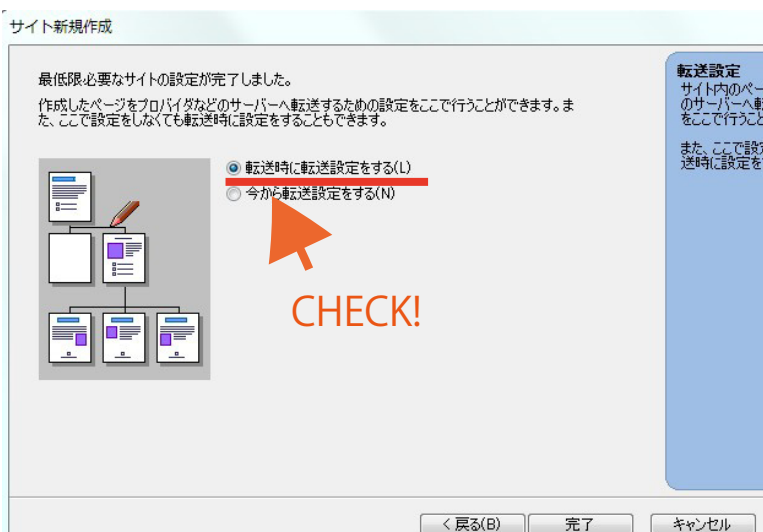 サイト新規作成
最低限必要なサイトの設定が完了しました。
作成したページをプロバイダなどのサーバーへ転送するための設定をここで行うことができます。ま
た、ここで設定をしなくても転送時に設定をすることもできます。
転送時に転送設定をする(L)
今から転送設定をする(N)
CHECK!
転送設定
サイト内のペー
のサーバーへ転
をここで行うこと
また、ここで設定
送時に設定を
< 戻る(B)
完了
キャンセル